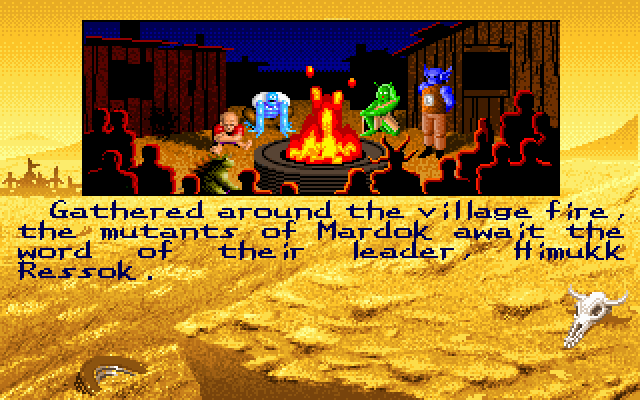 Gathered around the village fire,
the mutants of Mardok await the
word of their leader, Himukk
Ressok.